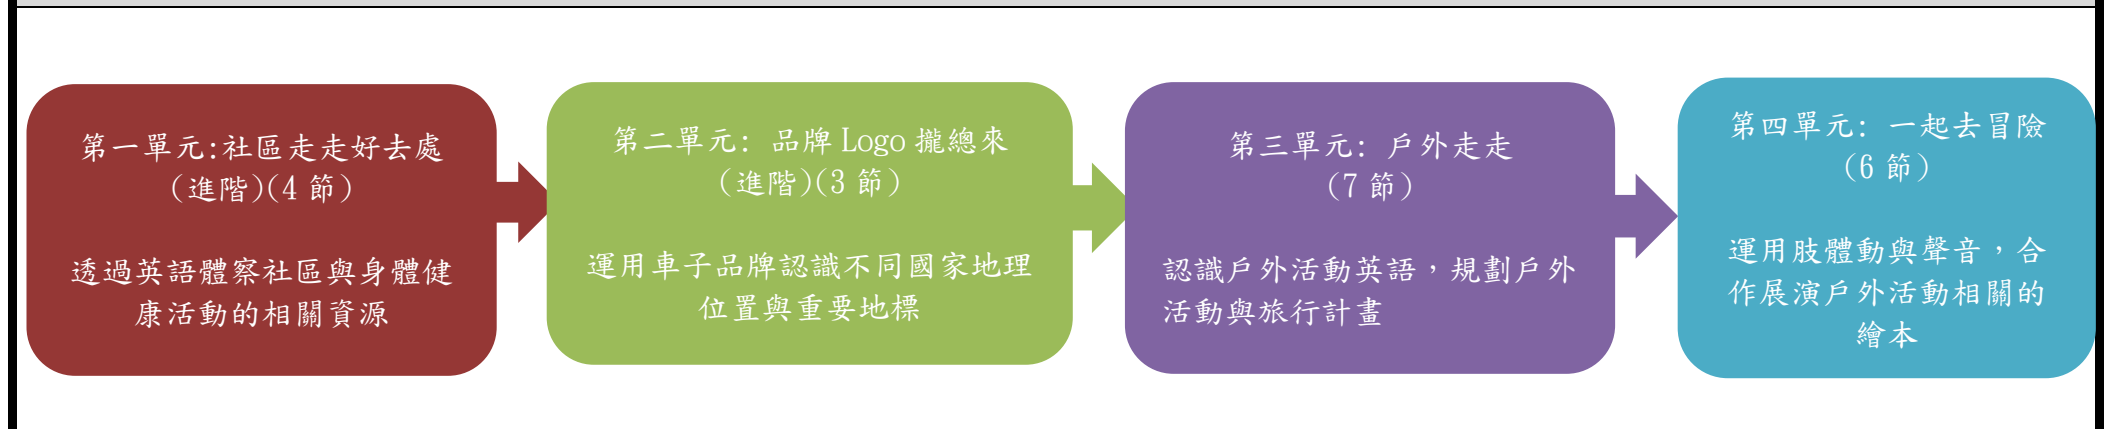 第一單元:社區走走好去處
(進階)(4 節)
透過英語體察社區與身體健
康活動的相關資源
第二單元: 品牌 Logo 攏總來
(進階)(3 節)
運用車子品牌認識不同國家地理
位置與重要地標
第三單元: 戶外走走
(7 節)
認識戶外活動英語，規劃戶外
活動與旅行計畫
第四單元: 一起去冒險
(6 節)
運用肢體動與聲音，合
作展演戶外活動相關的
繪本